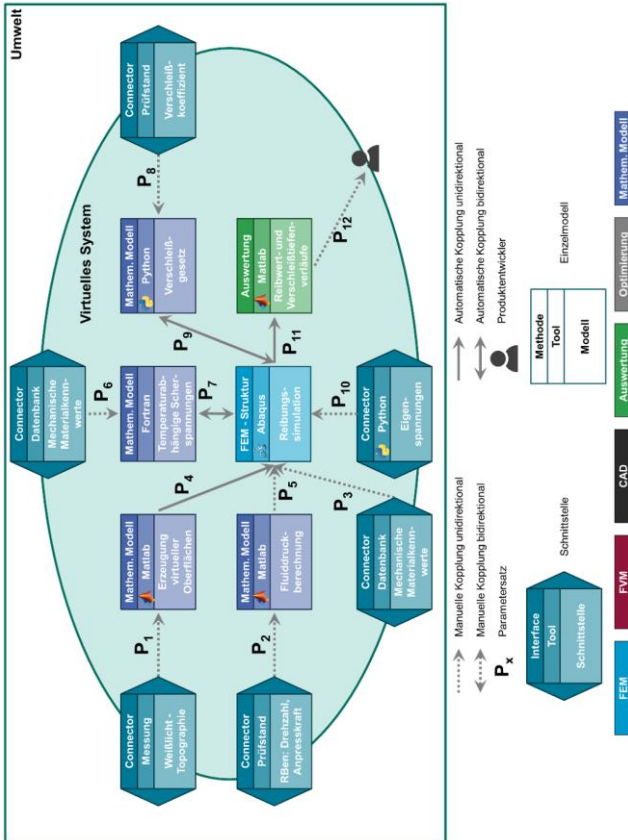 Umwelt
Virtuelles System
Connector
Messung
Weißlicht -
Topographie
P1
Mathem. Modell
Matlab
Erzeugung
virtueller
Oberflächen
P4
Connector
Datenbank
Mechanische
Materialkenn-
werte
P6
Mathem. Modell
Fortran
Temperaturab-
hängige Scher-
spannungen
P7
P9
Mathem. Modell
Python
Verschleiß-
gesetz
P8
Connector
Prüfstand
Verschleiß-
koeffizient
Connector
Prüfstand
RBen: Drehzahl,
Anpresskraft
P2
Mathem. Modell
Matlab
Fluiddruck-
berechnung
P5
P3
FEM - Struktur
Abaqus
Reibungs-
simulation
P11
Auswertung
Matlab
Reibwert- und
Verschleißtiefen-
verläufe
P12
Connector
Datenbank
Mechanische
Materialkenn-
werte
P10
Connector
Python
Eigen-
spannungen
Manuelle Kopplung unidirektional
Manuelle Kopplung bidirektional
Px
Parametersatz
Automatische Kopplung unidirektional
Automatische Kopplung bidirektional
Produktentwickler
Interface
Tool
Schnittstelle
Schnittstelle
Methode
Tool
Modell
Einzelmodell
FEM
FVM
CAD
Auswertung
Optimierung
Mathem. Modell